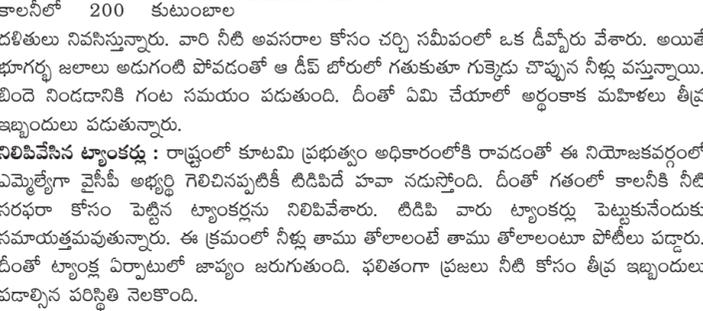 కాలనీలో 200 కుటుంబాల
దళితులు నివసిస్తున్నారు. వారి నీటి అవసరాల కోసం చర్చి సమీపంలో ఒక డీప్బోరు వేశారు. అయితే
భూగర్భ జలాలు అడుగంటి పోవడంతో ఆ డీప్ బోరులో గతుకుతూ గుక్కెడు చొప్పున నీళ్లు వస్తున్నాయి.
బిందె నిండడానికి గంట సమయం పడుతుంది. దీంతో ఏమి చేయాలో అర్థంకాక మహిళలు తీవ్ర
ఇబ్బందులు పడుతున్నారు.
నిలిపివేసిన ట్యాంకర్లు : రాష్ట్రంలో కూటమి ప్రభుత్వం అధికారంలోకి రావడంతో ఈ నియోజకవర్గంలో
ఎమ్మెల్యేగా వైసీపీ అభ్యర్థి గెలిచినప్పటికీ టిడిపిదే హవా నడుస్తోంది. దీంతో గతంలో కాలనీకి నీటి
సరఫరా కోసం పెట్టిన ట్యాంకర్లను నిలిపివేశారు. టిడిపి వారు ట్యాంకర్లు పెట్టుకునేందుకు
సమాయత్తమవుతున్నారు. ఈ క్రమంలో నీళ్లు తాము తోలాలంటే తాము తోలాలంటూ పోటీలు పడ్డారు.
దీంతో ట్యాంక్ల ఏర్పాటులో జాప్యం జరుగుతుంది. ఫలితంగా ప్రజలు నీటి కోసం తీవ్ర ఇబ్బందులు
పడాల్సిన పరిస్థితి నెలకొంది.